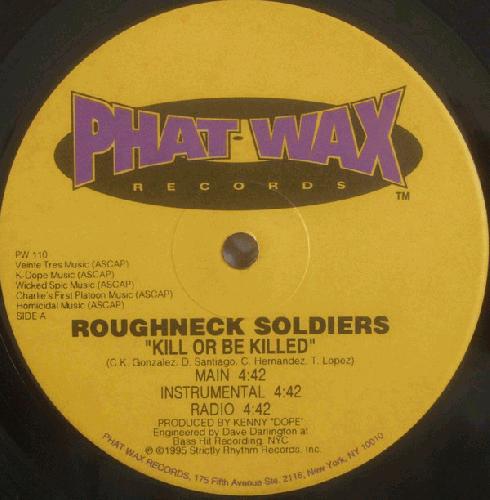 PHAT WAX
RECORDS
TM
PW 110
Veinte Tres Music (ASCAP)
K-Dope Music (ASCAP)
Wicked Spic Music (ASCAP)
Charlie's First Platoon Music (ASCAP)
Homicidal Music (ASCAP)
SIDE A
ROUGHNECK SOLDIERS
"KILL OR BE KILLED"
(C.K. Gonzalez, D. Santiago, C. Hernandez, T. Lopez)
MAIN 4:42
INSTRUMENTAL 4:42
RADIO 4:42
PRODUCED BY KENNY "DOPE"
Engineered by Dave Darlington at
Bass Hit Recording, NYC
℗©1995 Strictly Rhythm Records, Inc.
PHAT WAX RECORDS, 175 Fifth Avenue Ste. 2116, New York, NY 10010